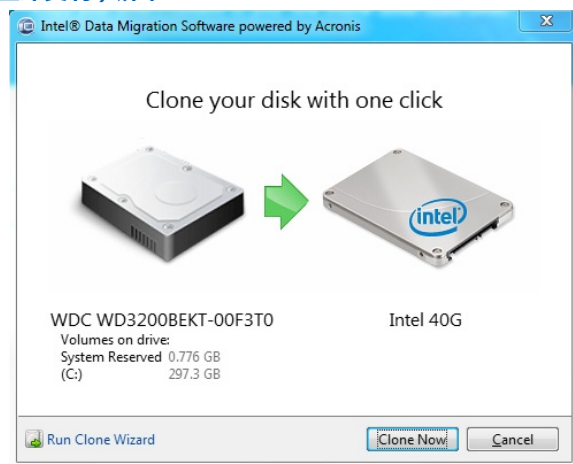 Intel® Data Migration Software powered by Acronis
Clone your disk with one click
intel
WDC WD3200BEKT-00F3T0
Intel 40G
Volumes on drive:
System Reserved 0.776 GB
(C:) 297.3 GB
Run Clone Wizard
Clone Now
Cancel